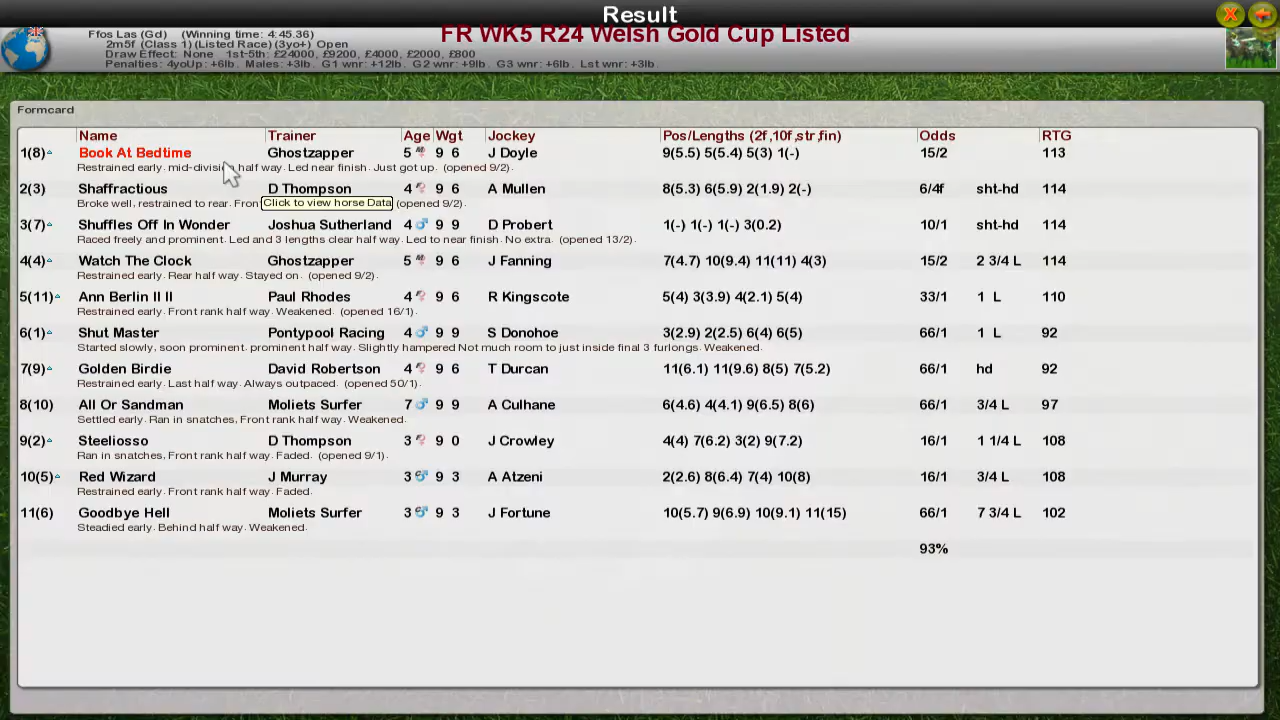 Result
FR WK5 R24 Welsh Gold Cup Listed
Ffos Las (Gd) (Winning time: 4:45.36)
2m5f (Class 1) (Listed Race) (3yo+) Open
Draw Effect: None 1st-5th: £24000, £9200, £4000, £2000, £800
Penalties: 4yoUp: +6lb. Males: +3lb. G1 wnr: +12lb. G2 wnr: +9lb. G3 wnr: +6lb. Lst wnr: +3lb.
Formcard
Name Trainer Age Wgt Jockey Pos/Lengths (2f,10f,str,fin) Odds RTG
1(8) Book At Bedtime Ghostzapper 5 9 6 J Doyle 9(5.5) 5(5.4) 5(3) 1(-) 15/2 113
Restrained early. mid-division half way. Led near finish. Just got up. (opened 9/2).
2(3) Shaffractious D Thompson 4 9 6 A Mullen 8(5.3) 6(5.9) 2(1.9) 2(-) 6/4f sht-hd 114
Broke well, restrained to rear. (opened 9/2).
Click to view horse Data
3(7) Shuffles Off In Wonder Joshua Sutherland 4 9 9 D Probert 1(-) 1(-) 1(-) 3(0.2) 10/1 sht-hd 114
Raced freely and prominent. Led and 3 lengths clear half way. Led to near finish. No extra. (opened 13/2).
4(4) Watch The Clock Ghostzapper 5 9 6 J Fanning 7(4.7) 10(9.4) 11(11) 4(3) 15/2 2 3/4 L 114
Restrained early. Rear half way. Stayed on. (opened 9/2).
5(11) Ann Berlin II II Paul Rhodes 4 9 6 R Kingscote 5(4) 3(3.9) 4(2.1) 5(4) 33/1 1 L 110
Restrained early. Front rank half way. Weakened. (opened 16/1).
6(1) Shut Master Pontypool Racing 4 9 9 S Donohoe 3(2.9) 2(2.5) 6(4) 6(5) 66/1 1 L 92
Started slowly, soon prominent. prominent half way. Slightly hampered Not much room to just inside final 3 furlongs. Weakened.
7(9) Golden Birdie David Robertson 4 9 6 T Durcan 11(6.1) 11(9.6) 8(5) 7(5.2) 66/1 hd 92
Restrained early. Last half way. Always outpaced. (opened 50/1).
8(10) All Or Sandman Moliets Surfer 7 9 9 A Culhane 6(4.6) 4(4.1) 9(6.5) 8(6) 66/1 3/4 L 97
Settled early. Ran in snatches, Front rank half way. Weakened.
9(2) Steeliosso D Thompson 3 9 0 J Crowley 4(4) 7(6.2) 3(2) 9(7.2) 16/1 1 1/4 L 108
Ran in snatches, Front rank half way. Faded. (opened 9/1).
10(5) Red Wizard J Murray 3 9 3 A Atzeni 2(2.6) 8(6.4) 7(4) 10(8) 16/1 3/4 L 108
Restrained early. Front rank half way. Faded.
11(6) Goodbye Hell Moliets Surfer 3 9 3 J Fortune 10(5.7) 9(6.9) 10(9.1) 11(15) 66/1 7 3/4 L 102
Steadied early. Behind half way. Weakened.
93%